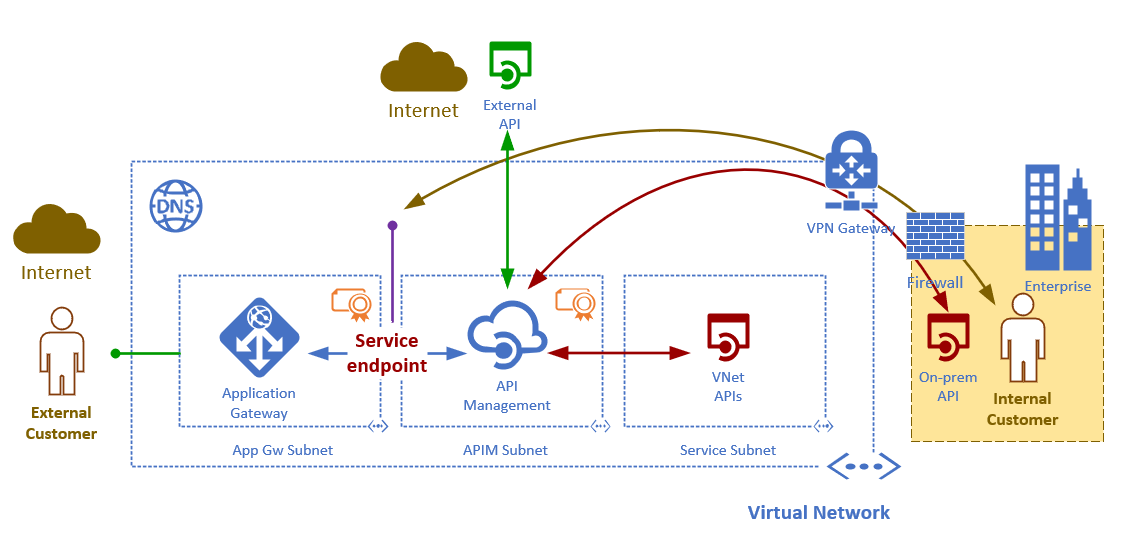 Internet
External
API
DNS
VPN Gateway
Internet
Firewall
Enterprise
Service
endpoint
Application
Gateway
API
Management
VNet
APIs
On-prem
API
Internal
Customer
External
Customer
App Gw Subnet
APIM Subnet
Service Subnet
Virtual Network